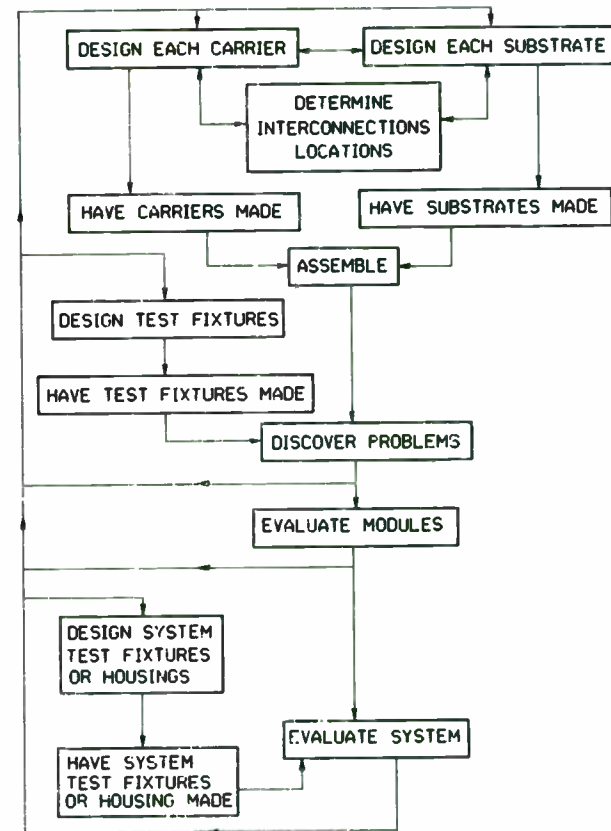 DESIGN EACH CARRIER
DESIGN EACH SUBSTRATE
DETERMINE
INTERCONNECTIONS
LOCATIONS
HAVE CARRIERS MADE
HAVE SUBSTRATES MADE
ASSEMBLE
DESIGN TEST FIXTURES
HAVE TEST FIXTURES MADE
DISCOVER PROBLEMS
EVALUATE MODULES
DESIGN SYSTEM
TEST FIXTURES
OR HOUSINGS
EVALUATE SYSTEM
HAVE SYSTEM
TEST FIXTURES
OR HOUSING MADE